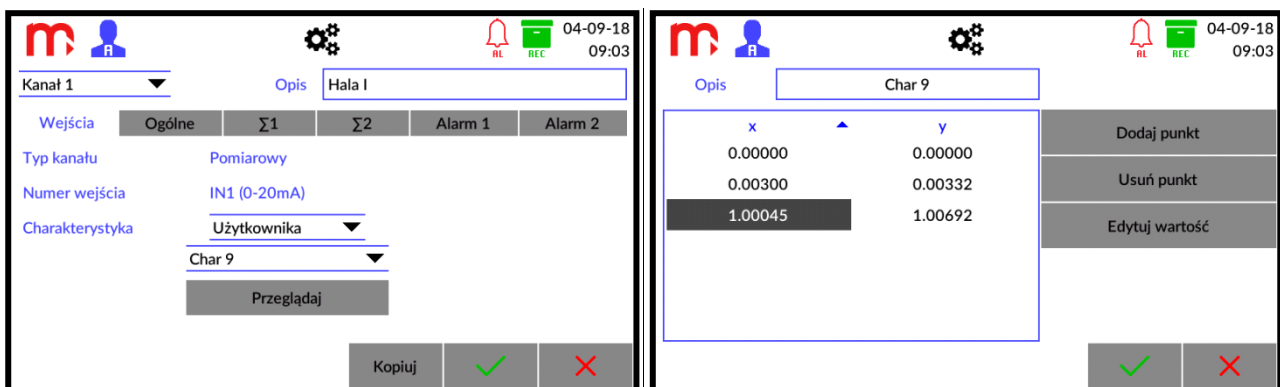 04-09-18
AL REC 09:03
Kanał 1 Opis Hala I
Wejścia Ogólne ∑1 ∑2 Alarm 1 Alarm 2
Typ kanału Pomiarowy
Numer wejścia IN1 (0-20mA)
Charakterystyka Użytkownika
Char 9
Przeglądaj
Kopiuj
04-09-18
AL REC 09:03
Opis Char 9
x y
0.00000 0.00000
0.00300 0.00332
1.00045 1.00692
Dodaj punkt
Usuń punkt
Edytuj wartość